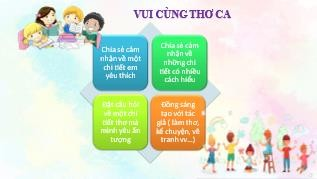 VUI CÙNG THƠ CA
Chia sẻ cảm
nhận về một
chi tiết em
yêu thích
Chia sẻ cảm
nhận về
những chi
tiết có nhiều
cách hiểu
Đặt câu hỏi
về một chi
tiết thơ mà
mình yêu ấn
tượng
Đồng sáng
tạo với tác
giả ( làm thơ,
kể chuyện, vẽ
tranh vv...)